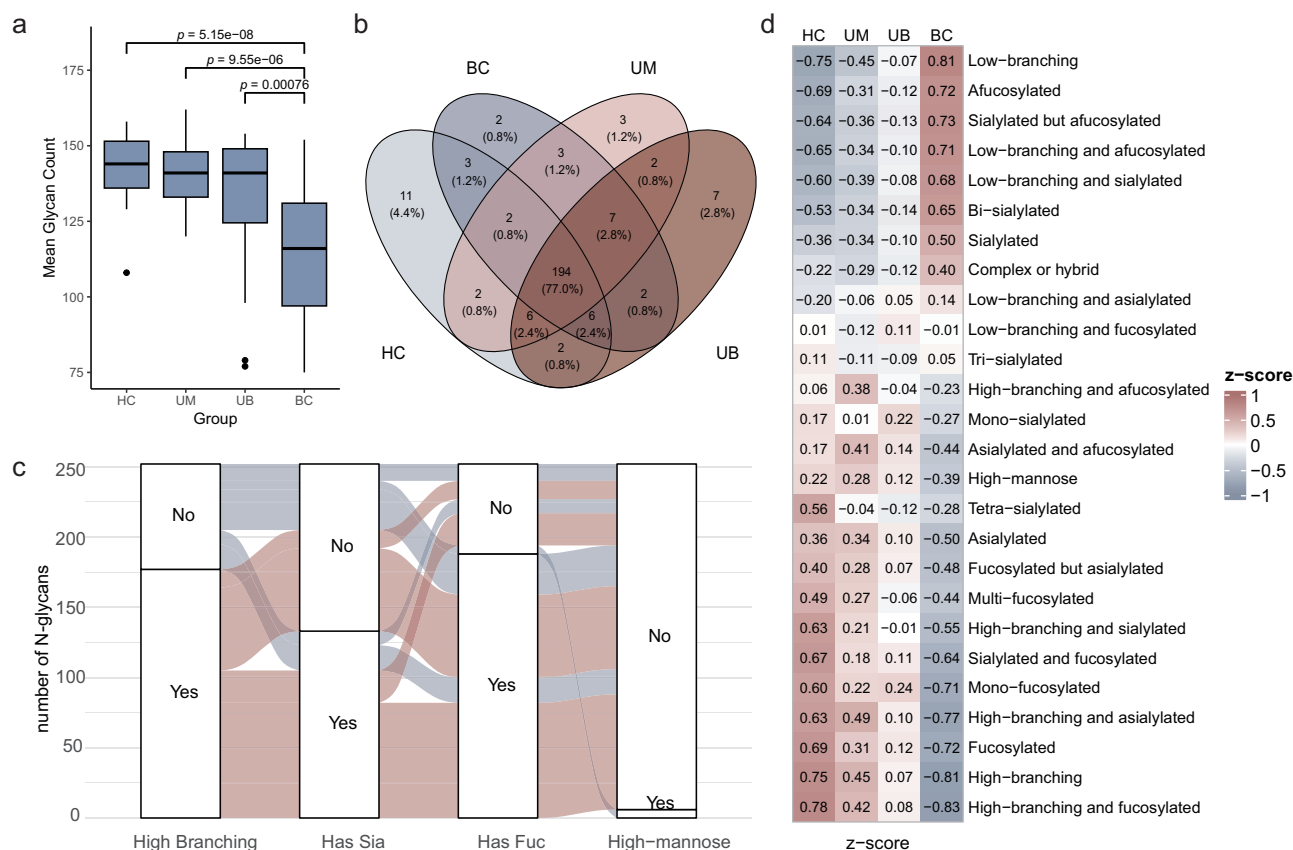 a
p = 5.15e−08
p = 9.55e−06
p = 0.00076
175
150
125
100
75
Mean Glycan Count
HC UM UB BC
Group
b
BC UM
HC UB
2
(0.8%)
3
(1.2%)
3
(1.2%)
3
(1.2%)
2
(0.8%)
11
(4.4%)
7
(2.8%)
2
(0.8%)
7
(2.8%)
194
(77.0%)
2
(0.8%)
2
(0.8%)
6
(2.4%)
6
(2.4%)
2
(0.8%)
c
250
200
150
100
50
0
number of N-glycans
No
Yes
No
Yes
No
Yes
No
Yes
High Branching Has Sia Has Fuc High−mannose
d
HC UM UB BC
−0.75 −0.45 −0.07 0.81 Low−branching
−0.69 −0.31 −0.12 0.72 Afucosylated
−0.64 −0.36 −0.13 0.73 Sialylated but afucosylated
−0.65 −0.34 −0.10 0.71 Low−branching and afucosylated
−0.60 −0.39 −0.08 0.68 Low−branching and sialylated
−0.53 −0.34 −0.14 0.65 Bi−sialylated
−0.36 −0.34 −0.10 0.50 Sialylated
−0.22 −0.29 −0.12 0.40 Complex or hybrid
−0.20 −0.06 0.05 0.14 Low−branching and asialylated
0.01 −0.12 0.11 −0.01 Low−branching and fucosylated
0.11 −0.11 −0.09 0.05 Tri−sialylated
0.06 0.38 −0.04 −0.23 High−branching and afucosylated
0.17 0.01 0.22 −0.27 Mono−sialylated
0.17 0.41 0.14 −0.44 Asialylated and afucosylated
0.22 0.28 0.12 −0.39 High−mannose
0.56 −0.04 −0.12 −0.28 Tetra−sialylated
0.36 0.34 0.10 −0.50 Asialylated
0.40 0.28 0.07 −0.48 Fucosylated but asialylated
0.49 0.27 −0.06 −0.44 Multi−fucosylated
0.63 0.21 −0.01 −0.55 High−branching and sialylated
0.67 0.18 0.11 −0.64 Sialylated and fucosylated
0.60 0.22 0.24 −0.71 Mono−fucosylated
0.63 0.49 0.10 −0.77 High−branching and asialylated
0.69 0.31 0.12 −0.72 Fucosylated
0.75 0.45 0.07 −0.81 High−branching
0.78 0.42 0.08 −0.83 High−branching and fucosylated
z−score
z−score
1
0.5
0
−0.5
−1